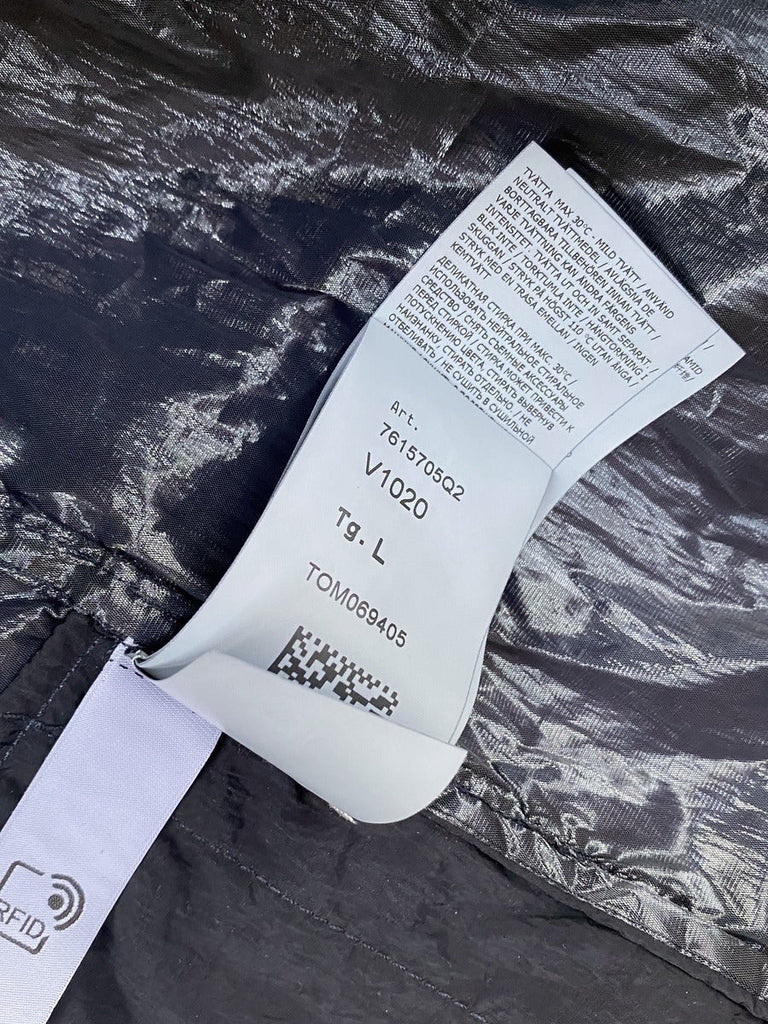 TVÄTTA MAX 30°C. MILD TVÄTT / ANVÄND
NEUTRALT TVÄTTMEDEL / AVLÄGSNA DE
BORTTAGBARA TILLBEHÖREN INNAN TVÄTT /
VARJE TVÄTTNING KAN ÄNDRA FÄRGENS
INTENSITET. TVÄTTA UT OCH IN SAMT SEPARAT. /
BLEK INTE / TORKTUMLA INTE / HÄNGTORKNING I
SKUGGAN / STRYK PÅ HÖGST 110 °C UTAN ÅNGA /
STRYK MED EN TRASA EMELLAN / INGEN
KEMTVÄTT
ДЕЛИКАТНАЯ СТИРКА ПРИ МАКС. 30°C /
ИСПОЛЬЗОВАТЬ НЕЙТРАЛЬНОЕ СТИРАЛЬНОЕ
СРЕДСТВО / СНЯТЬ СЪЕМНЫЕ АКСЕССУАРЫ
ПЕРЕД СТИРКОЙ / СТИРКА МОЖЕТ ПРИВЕСТИ К
ПОТУСКНЕНИЮ ЦВЕТА. СТИРАТЬ ВЫВЕРНУВ
НАИЗНАНКУ, СТИРАТЬ ОТДЕЛЬНО. / НЕ
ОТБЕЛИВАТЬ / НЕ СУШИТЬ В СУШИЛЬНОЙ
Art.
7615705Q2
V1020
Tg. L
TOM069405
RFID